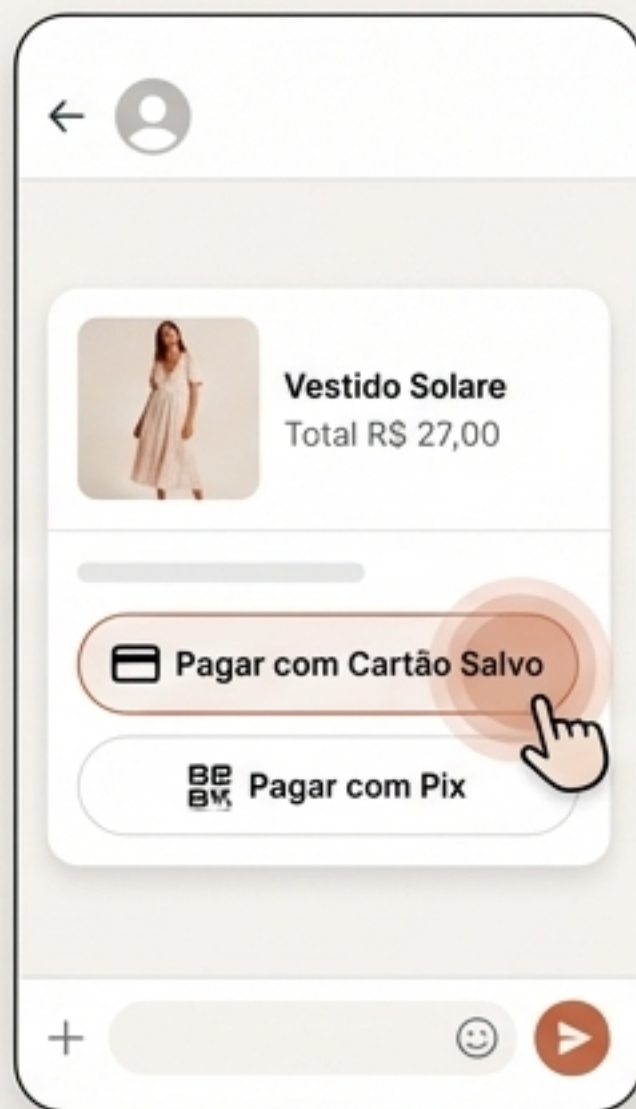 Vestido Solare
Total R$ 27,00
Pagar com Cartão Salvo
Pagar com Pix